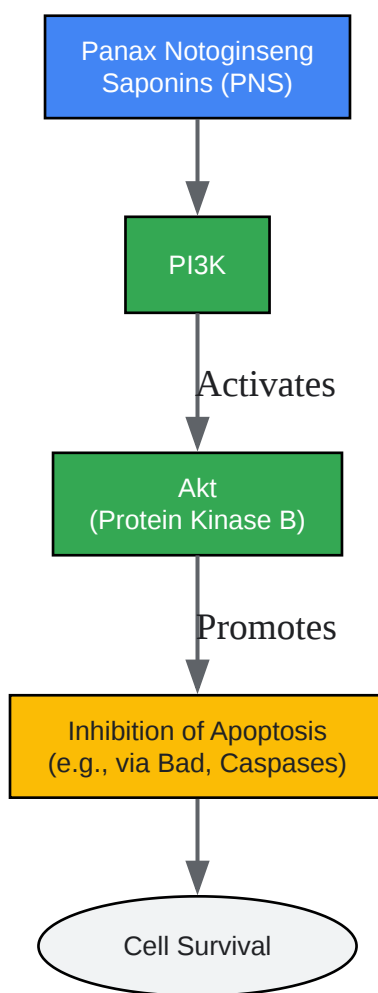 Panax Notoginseng
Saponins (PNS)
PI3K
Activates
Akt
(Protein Kinase B)
Promotes
Inhibition of Apoptosis
(e.g., via Bad, Caspases)
Cell Survival